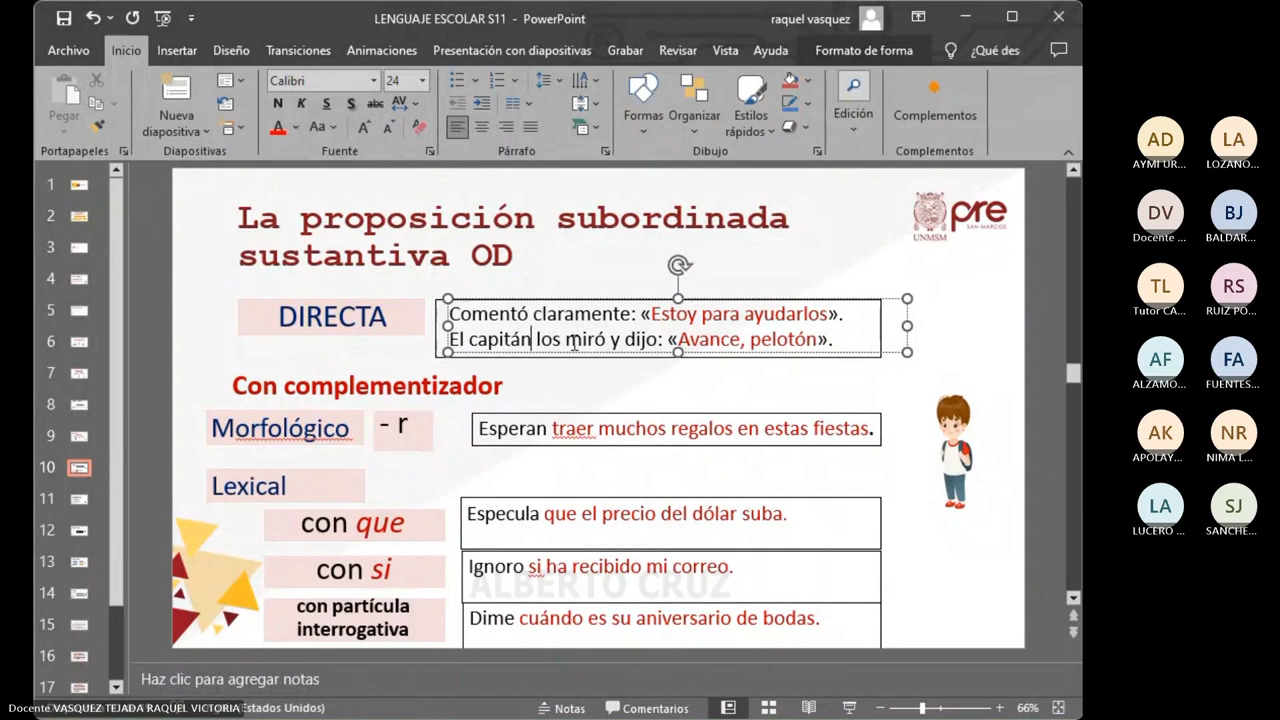 LENGUAJE ESCOLAR S11 - PowerPoint
raquel vasquez
Archivo Inicio Insertar Diseño Transiciones Animaciones Presentación con diapositivas Grabar Revisar Vista Ayuda Formato de forma ¿Qué des
Calibri 24
Pegar
Nueva
diapositiva
N K S S abc AV
A Aa A A
Formas Organizar Estilos
rápidos
Edición
Complementos
Portapapeles Diapositivas Fuente Párrafo Dibujo Complementos
1
2
3
4
5
6
7
8
9
10
11
12
13
14
15
16
17
La proposición subordinada
sustantiva OD
UNMSM
pre
SAN MARCOS
DIRECTA
Comentó claramente: «Estoy para ayudarlos».
El capitán los miró y dijo: «Avance, pelotón».
Con complementizador
Morfológico - r
Esperan traer muchos regalos en estas fiestas.
Lexical
con que
Especula que el precio del dólar suba.
con si
Ignoro si ha recibido mi correo.
ALBERTO CRUZ
con partícula
interrogativa
Dime cuándo es su aniversario de bodas.
Haz clic para agregar notas
Docente VASQUEZ TEJADA RAQUEL VICTORIA
Estados Unidos)
Notas Comentarios 66%
AD LA
AYMI UR... LOZANO...
DV BJ
Docente ... BALDAR...
TL RS
TUTOR C... RUIZ PO...
AF FA
ALZAMO... FUENTES...
AK NR
APOLAY... NIMA L...
LA SJ
LUCERO ... SANCHE...